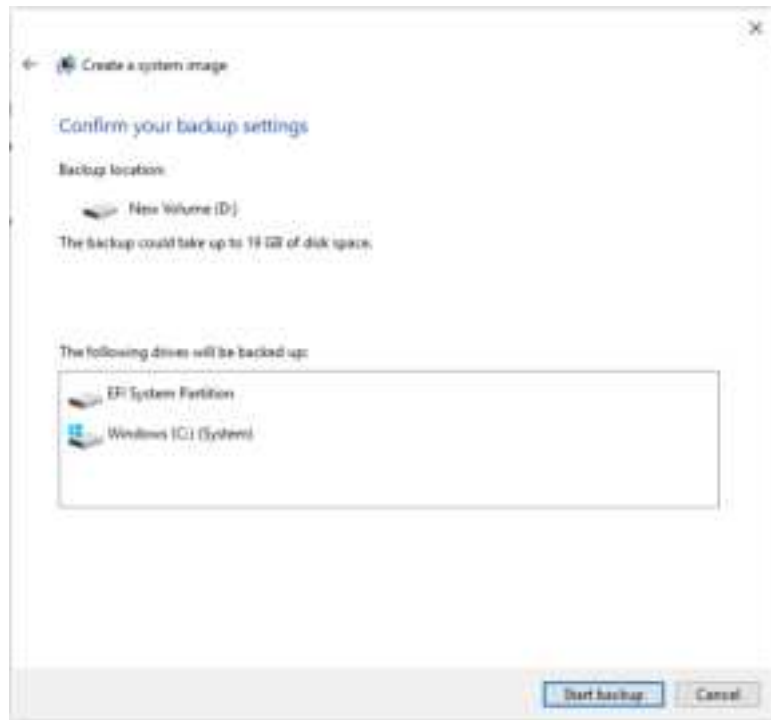 Create a system image
Confirm your backup settings
Backup location:
New Volume (D:)
The backup could take up to 19 GB of disk space.
The following drives will be backed up:
EFI System Partition
Windows (C:) (System)
Start backup
Cancel